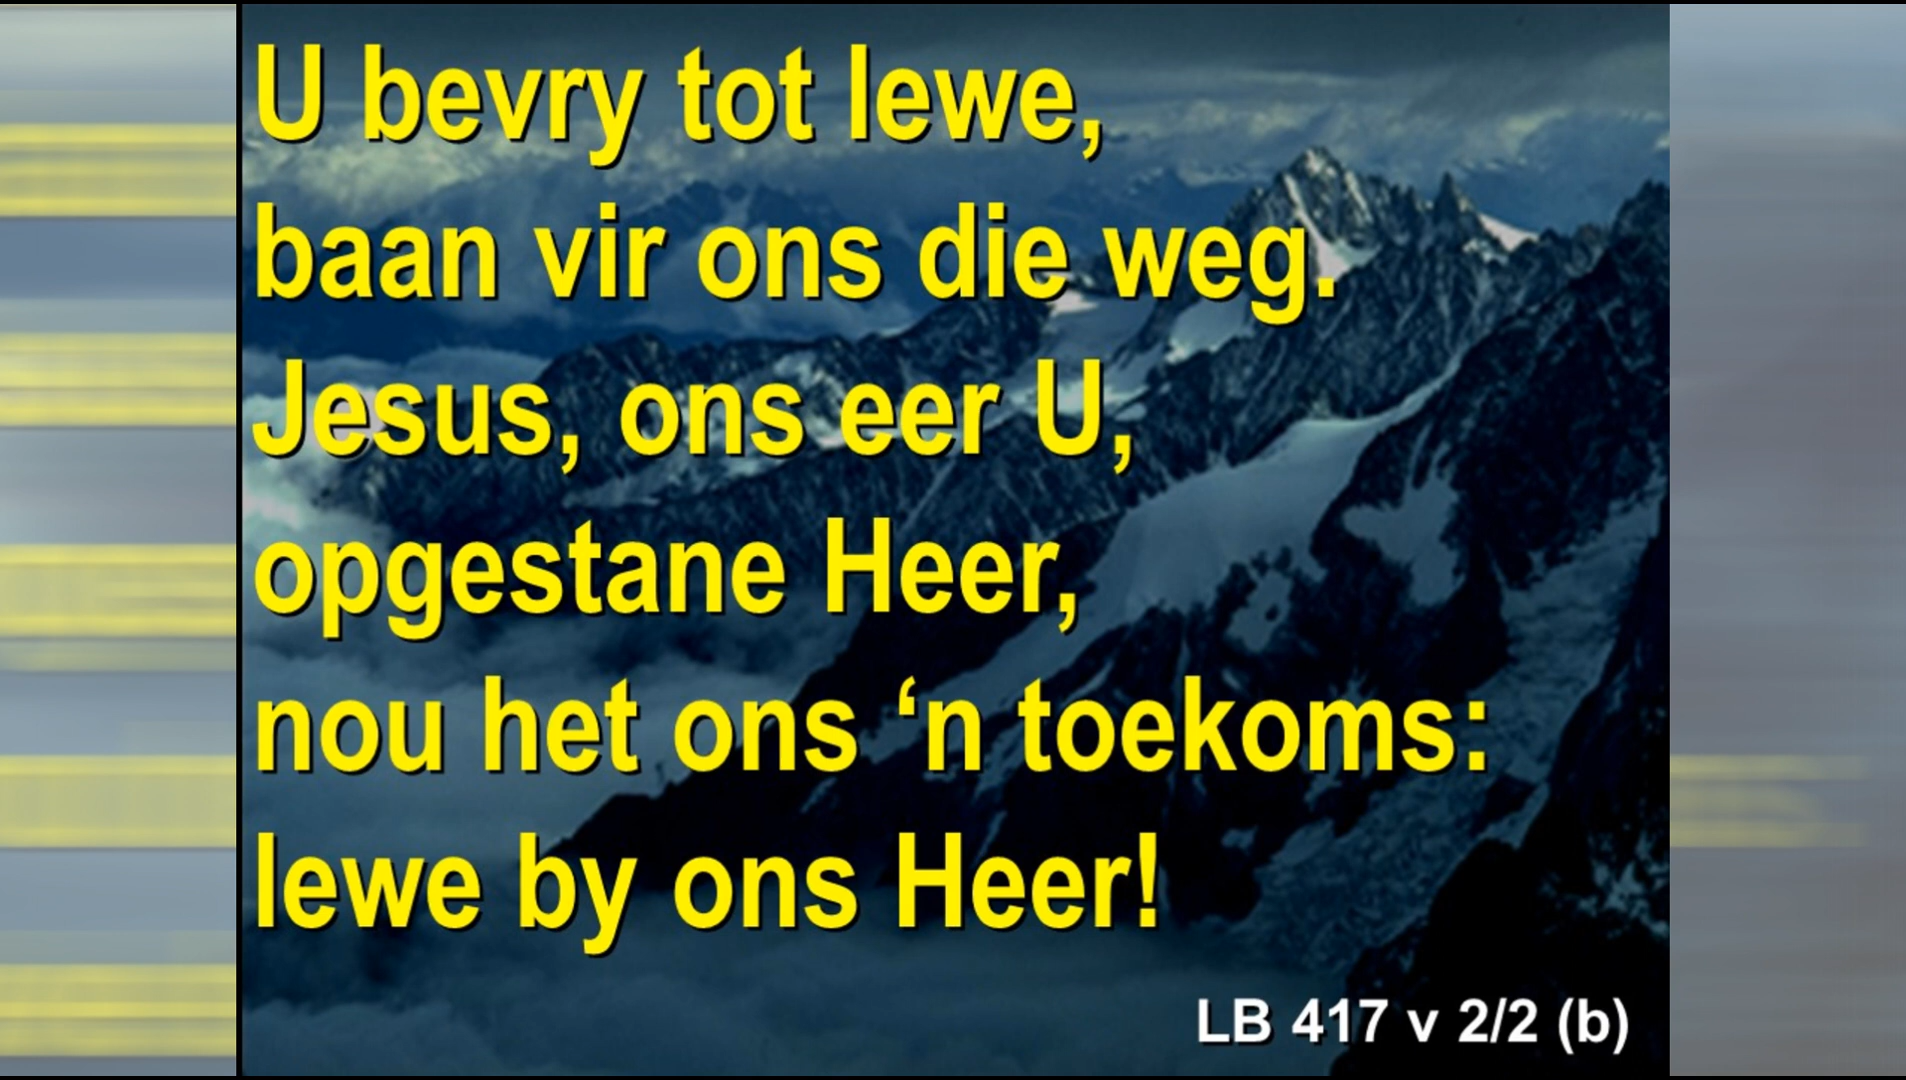 U bevry tot lewe,
baan vir ons die weg.
Jesus, ons eer U,
opgestane Heer,
nou het ons ‘n toekoms:
lewe by ons Heer!
LB 417 v 2/2 (b)